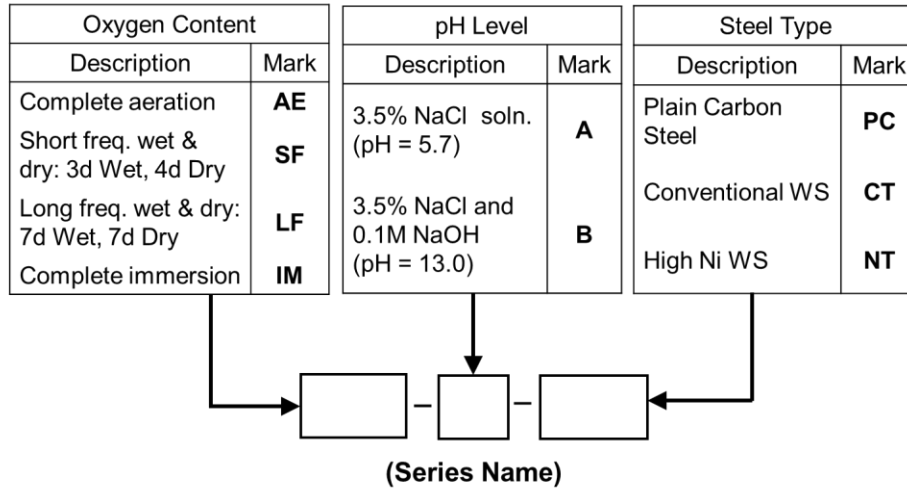 Oxygen Content
Description Mark
Complete aeration AE
Short freq. wet &
dry: 3d Wet, 4d Dry SF
Long freq. wet & dry:
7d Wet, 7d Dry LF
Complete immersion IM
pH Level
Description Mark
3.5% NaCl soln.
(pH = 5.7) A
3.5% NaCl and
0.1M NaOH
(pH = 13.0) B
Steel Type
Description Mark
Plain Carbon
Steel PC
Conventional WS CT
High Ni WS NT
– –
(Series Name)